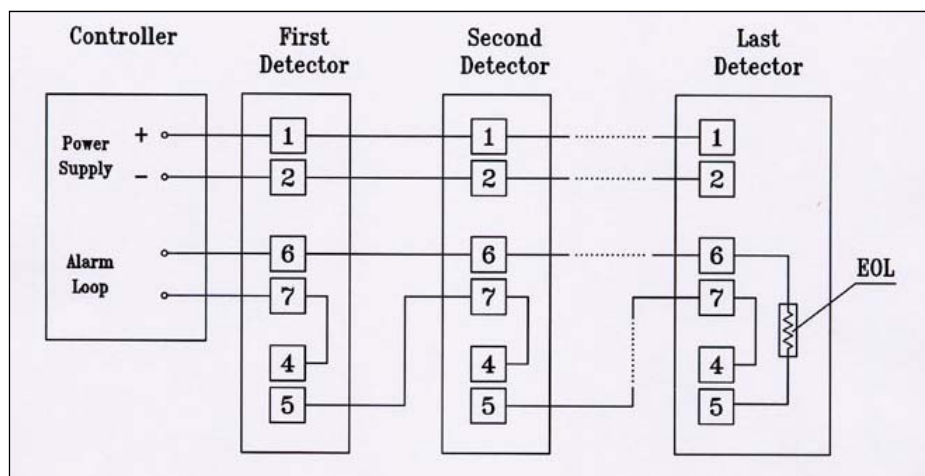 Controller
First
Detector
Second
Detector
Last
Detector
Power
Supply
+
−
Alarm
Loop
1
2
6
7
4
5
1
2
6
7
4
5
1
2
6
7
4
5
EOL